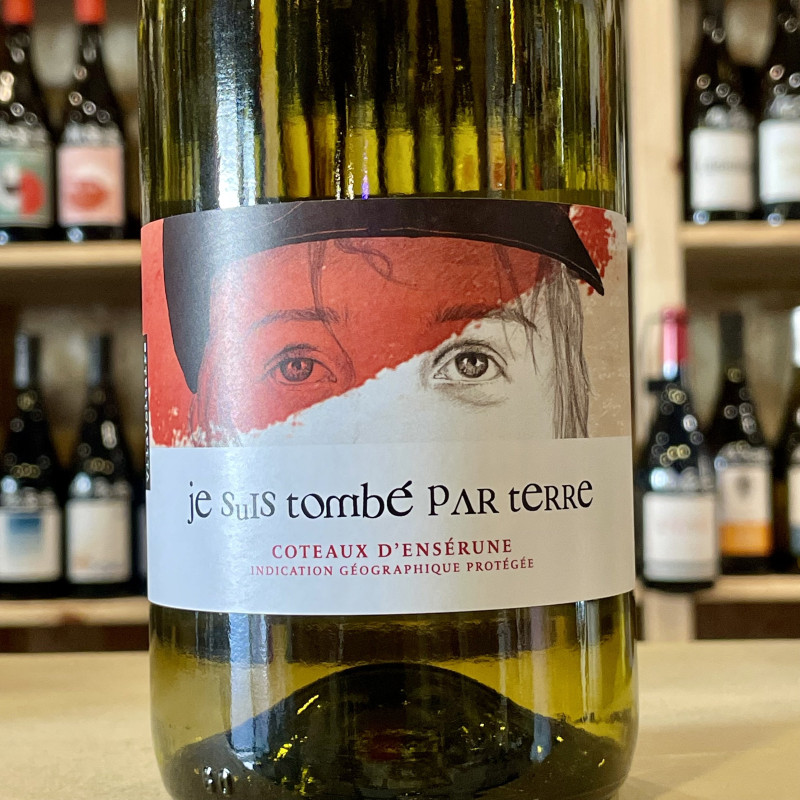 je suis tombé par terre
COTEAUX D'ENSÉRUNE
INDICATION GÉOGRAPHIQUE PROTÉGÉE